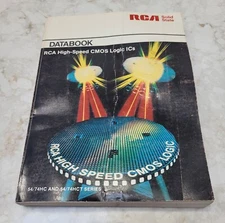 RCA Solid
State
DATABOOK
RCA High-Speed CMOS Logic ICs
RCA HIGH SPEED CMOS LOGIC
54/74HC AND 54/74HCT SERIES